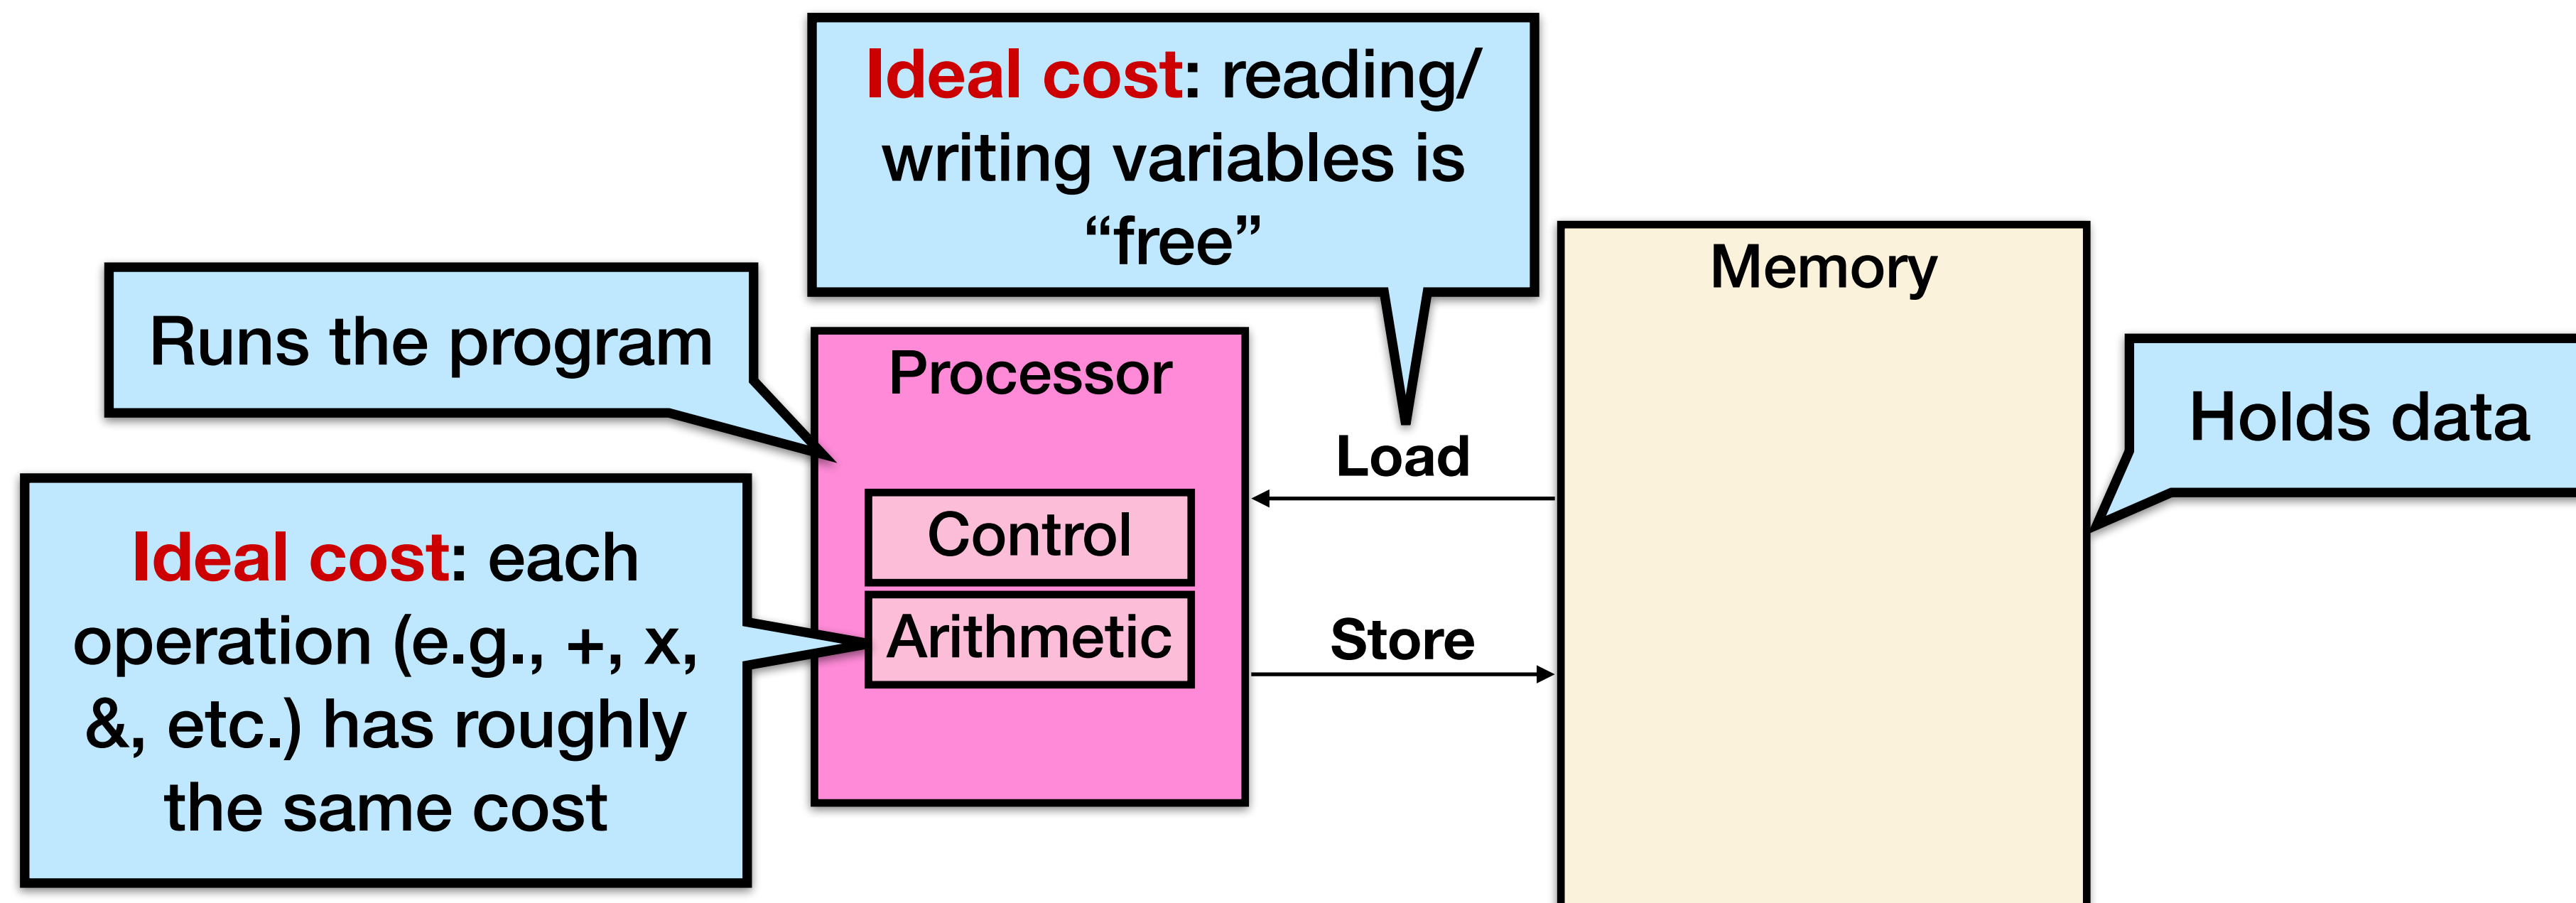 Ideal cost: reading/
writing variables is
“free”
Memory
Runs the program
Processor
Holds data
Load
Control
Ideal cost: each
operation (e.g., +, x,
&, etc.) has roughly
the same cost
Arithmetic
Store